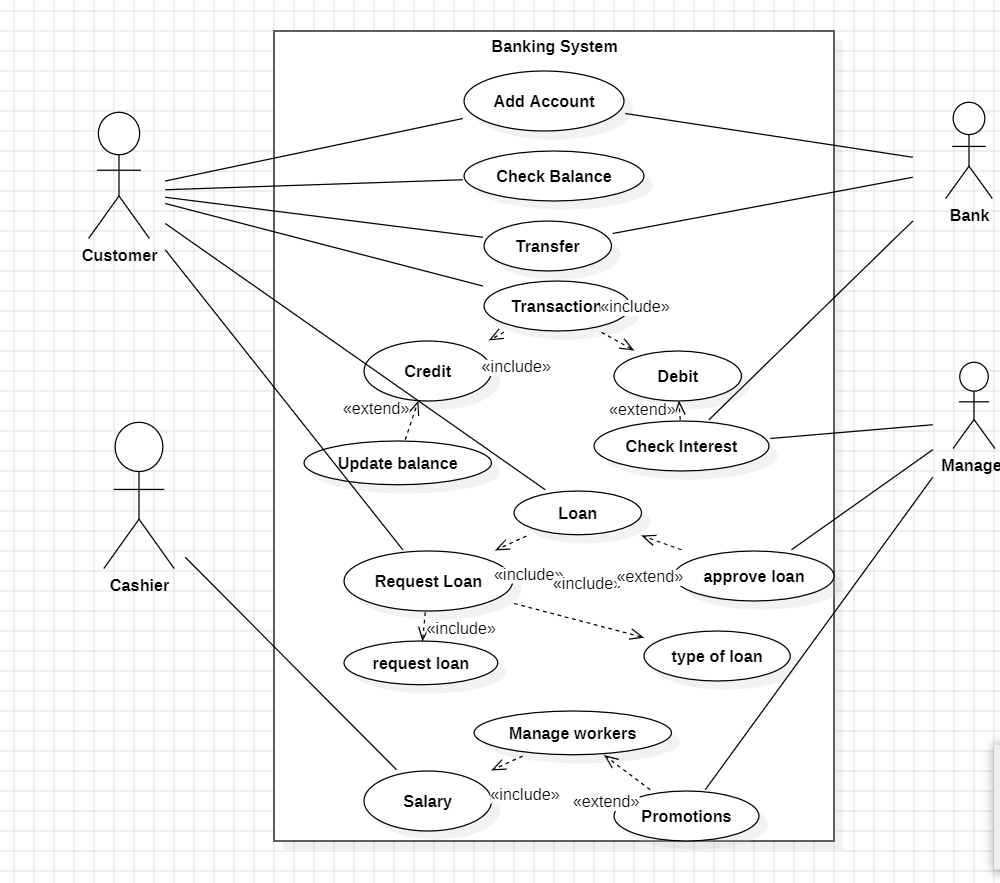 Banking System
Add Account
Check Balance
Transfer
Customer
Bank
Transaction
«include»
Credit
«include»
Debit
«extend»
«extend»
Check Interest
Update balance
Manage
Loan
Request Loan
«include»
«include»
«extend»
approve loan
Cashier
«include»
request loan
type of loan
Manage workers
Salary
«include»
«extend»
Promotions